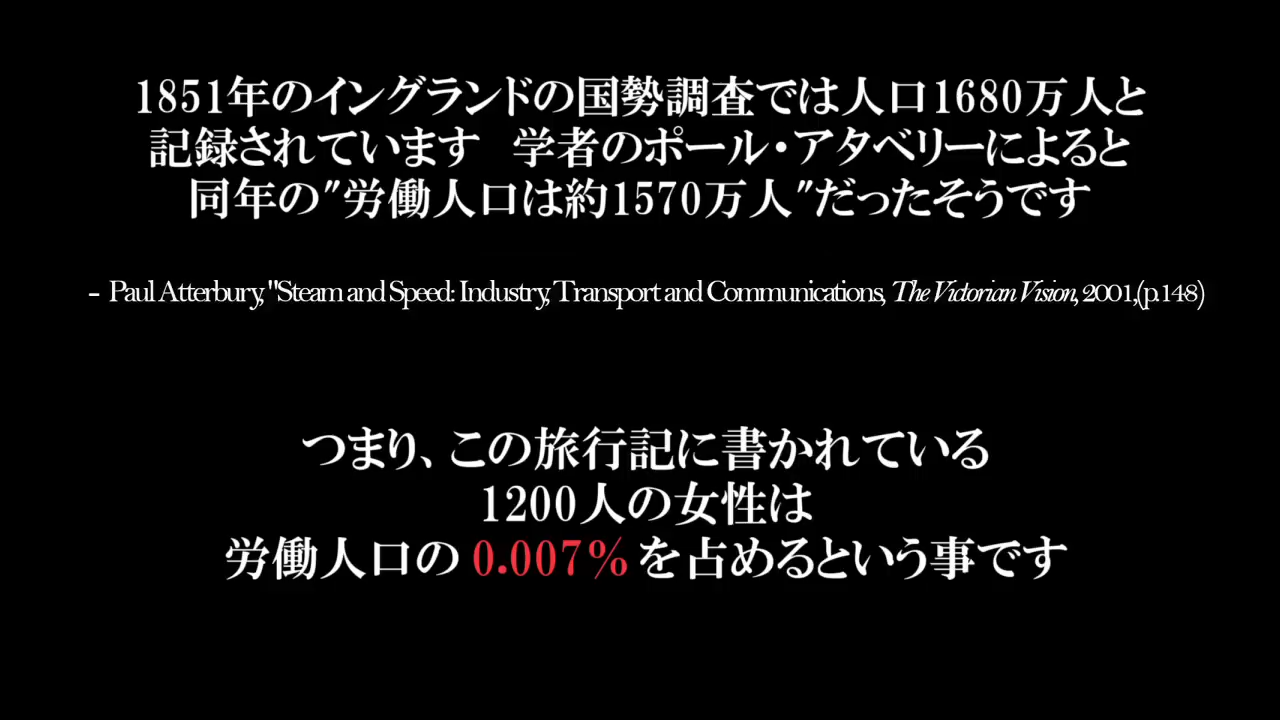 1851年のイングランドの国勢調査では人口1680万人と
記録されています　学者のポール・アタベリーによると
同年の"労働人口は約1570万人"だったそうです
- Paul Atterbury, "Steam and Speed: Industry, Transport and Communications, The Victorian Vision, 2001,(p.148)
つまり、この旅行記に書かれている
1200人の女性は
労働人口の 0.007% を占めるという事です